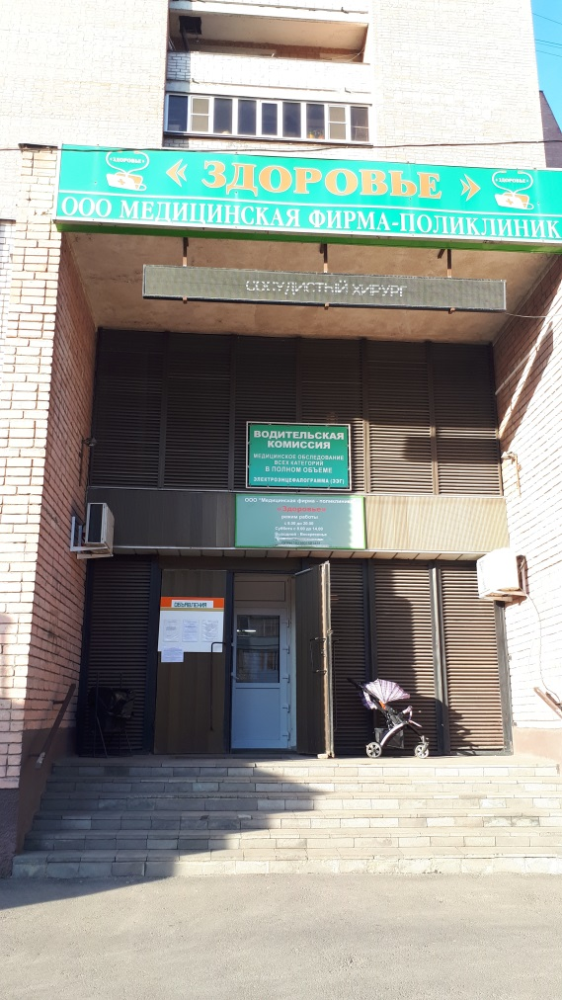 ЗДОРОВЬЕ
« ЗДОРОВЬЕ »
ЗДОРОВЬЕ
ООО МЕДИЦИНСКАЯ ФИРМА-ПОЛИКЛИНИК
СОСУДИСТЫЙ ХИРУРГ
ВОДИТЕЛЬСКАЯ
КОМИССИЯ
МЕДИЦИНСКОЕ ОБСЛЕДОВАНИЕ
ВСЕХ КАТЕГОРИЙ
В ПОЛНОМ ОБЪЕМЕ
ЭЛЕКТРОЭНЦЕФАЛОГРАММА (ЭЭГ)
ООО "Медицинская фирма - поликлиника
«Здоровье»
режим работы:
с 8.00 до 20.00
Суббота с 9.00 до 14.00
Выходной - Воскресенье
ОБЪЯВЛЕНИЯ